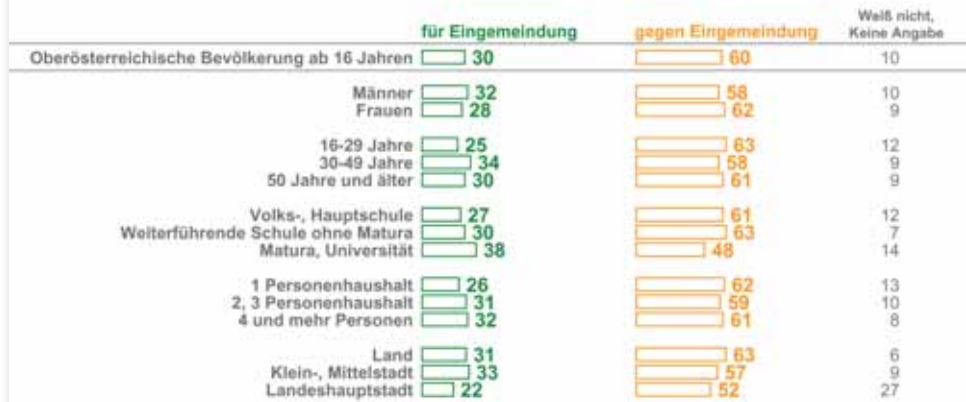 für Eingemeindung gegen Eingemeindung Weiß nicht, Keine Angabe
Oberösterreichische Bevölkerung ab 16 Jahren 30 60 10
Männer 32 58 10
Frauen 28 62 9
16-29 Jahre 25 63 12
30-49 Jahre 34 58 9
50 Jahre und älter 30 61 9
Volks-, Hauptschule 27 61 12
Weiterführende Schule ohne Matura 30 63 7
Matura, Universität 38 48 14
1 Personenhaushalt 26 62 13
2, 3 Personenhaushalt 31 59 10
4 und mehr Personen 32 61 8
Land 31 63 6
Klein-, Mittelstadt 33 57 9
Landeshauptstadt 22 52 27